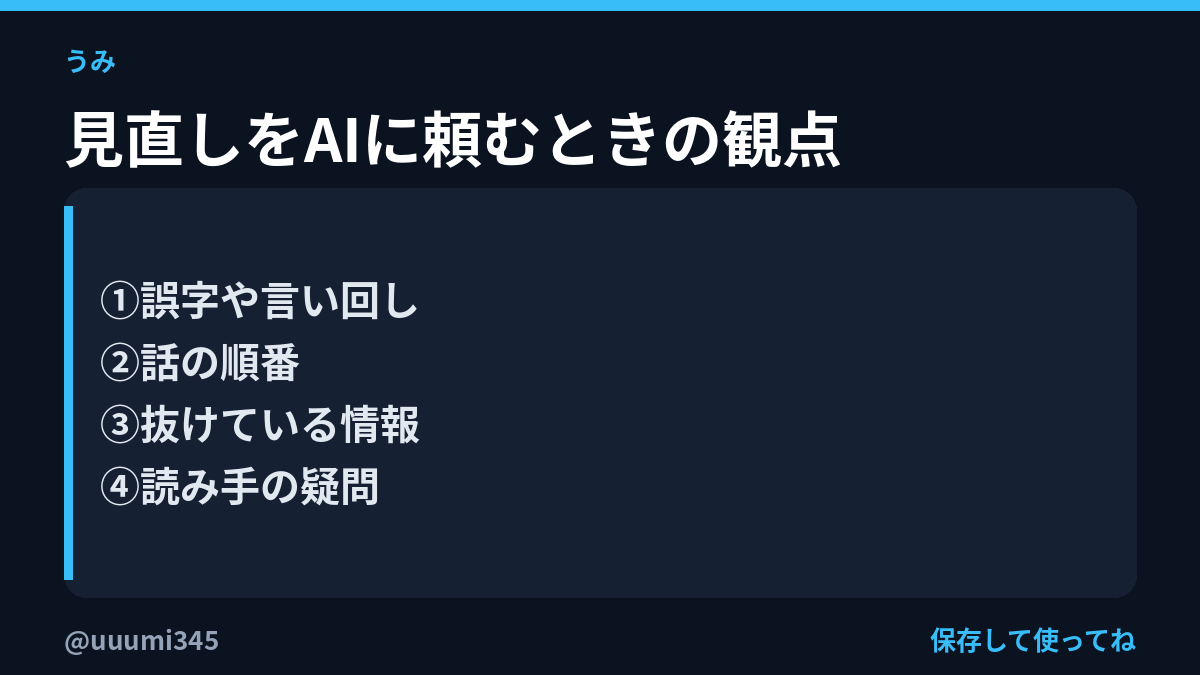 うみ
見直しをAIに頼むときの観点
①誤字や言い回し
②話の順番
③抜けている情報
④読み手の疑問
@uuumi345
保存して使ってね